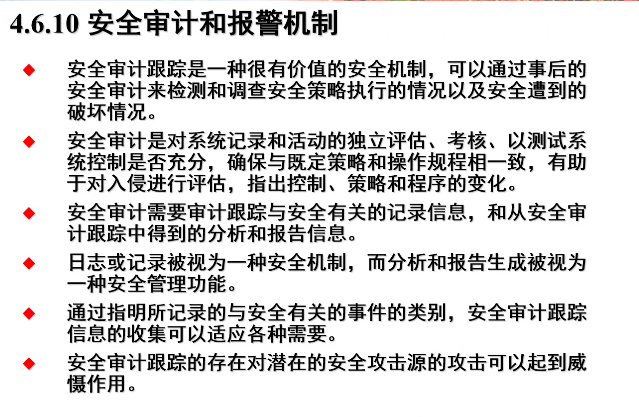 4.6.10 安全审计和报警机制
安全审计跟踪是一种很有价值的安全机制，可以通过事后的
安全审计来检测和调查安全策略执行的情况以及安全遭到的
破坏情况。
安全审计是对系统记录和活动的独立评估、考核、以测试系
统控制是否充分，确保与既定策略和操作规程相一致，有助
于对入侵进行评估，指出控制、策略和程序的变化。
安全审计需要审计跟踪与安全有关的记录信息，和从安全审
计跟踪中得到的分析和报告信息。
日志或记录被视为一种安全机制，而分析和报告生成被视为
一种安全管理功能。
通过指明所记录的与安全有关的事件的类别，安全审计跟踪
信息的收集可以适应各种需要。
安全审计跟踪的存在对潜在的安全攻击源的攻击可以起到威
慑作用。